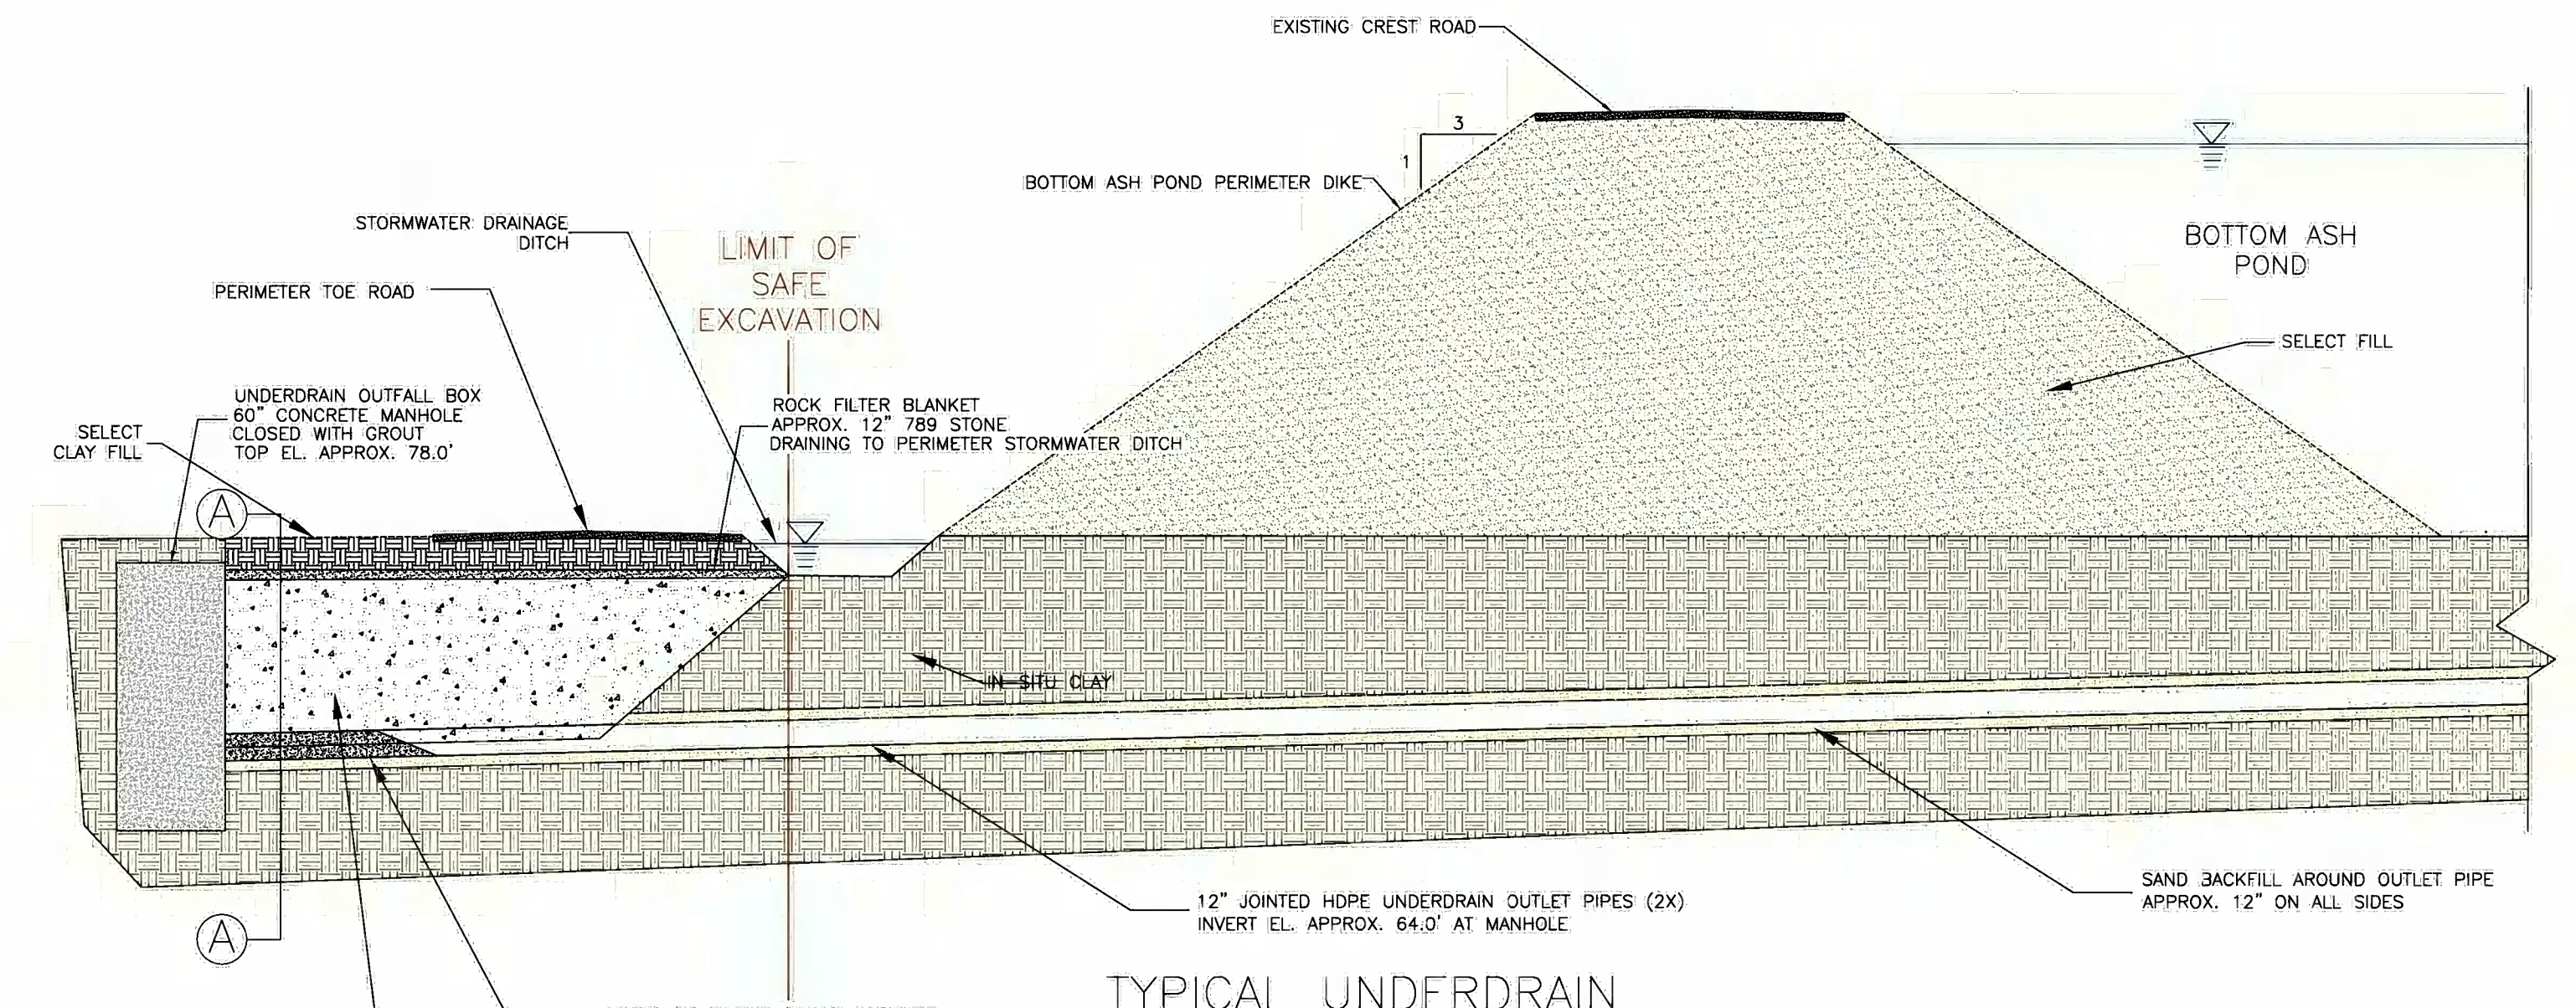 EXISTING CREST ROAD
3
1
BOTTOM ASH POND PERIMETER DIKE
STORMWATER DRAINAGE
DITCH
LIMIT OF
SAFE
EXCAVATION
BOTTOM ASH
POND
PERIMETER TOE ROAD
SELECT FILL
UNDERDRAIN OUTFALL BOX
60" CONCRETE MANHOLE
CLOSED WITH GROUT
TOP EL. APPROX. 78.0'
SELECT
CLAY FILL
ROCK FILTER BLANKET
APPROX. 12" 789 STONE
DRAINING TO PERIMETER STORMWATER DITCH
A
IN-SITU CLAY
SAND BACKFILL AROUND OUTLET PIPE
APPROX. 12" ON ALL SIDES
12" JOINTED HDPE UNDERDRAIN OUTLET PIPES (2X)
INVERT EL. APPROX. 64.0' AT MANHOLE
A
TYPICAL UNDERDRAIN